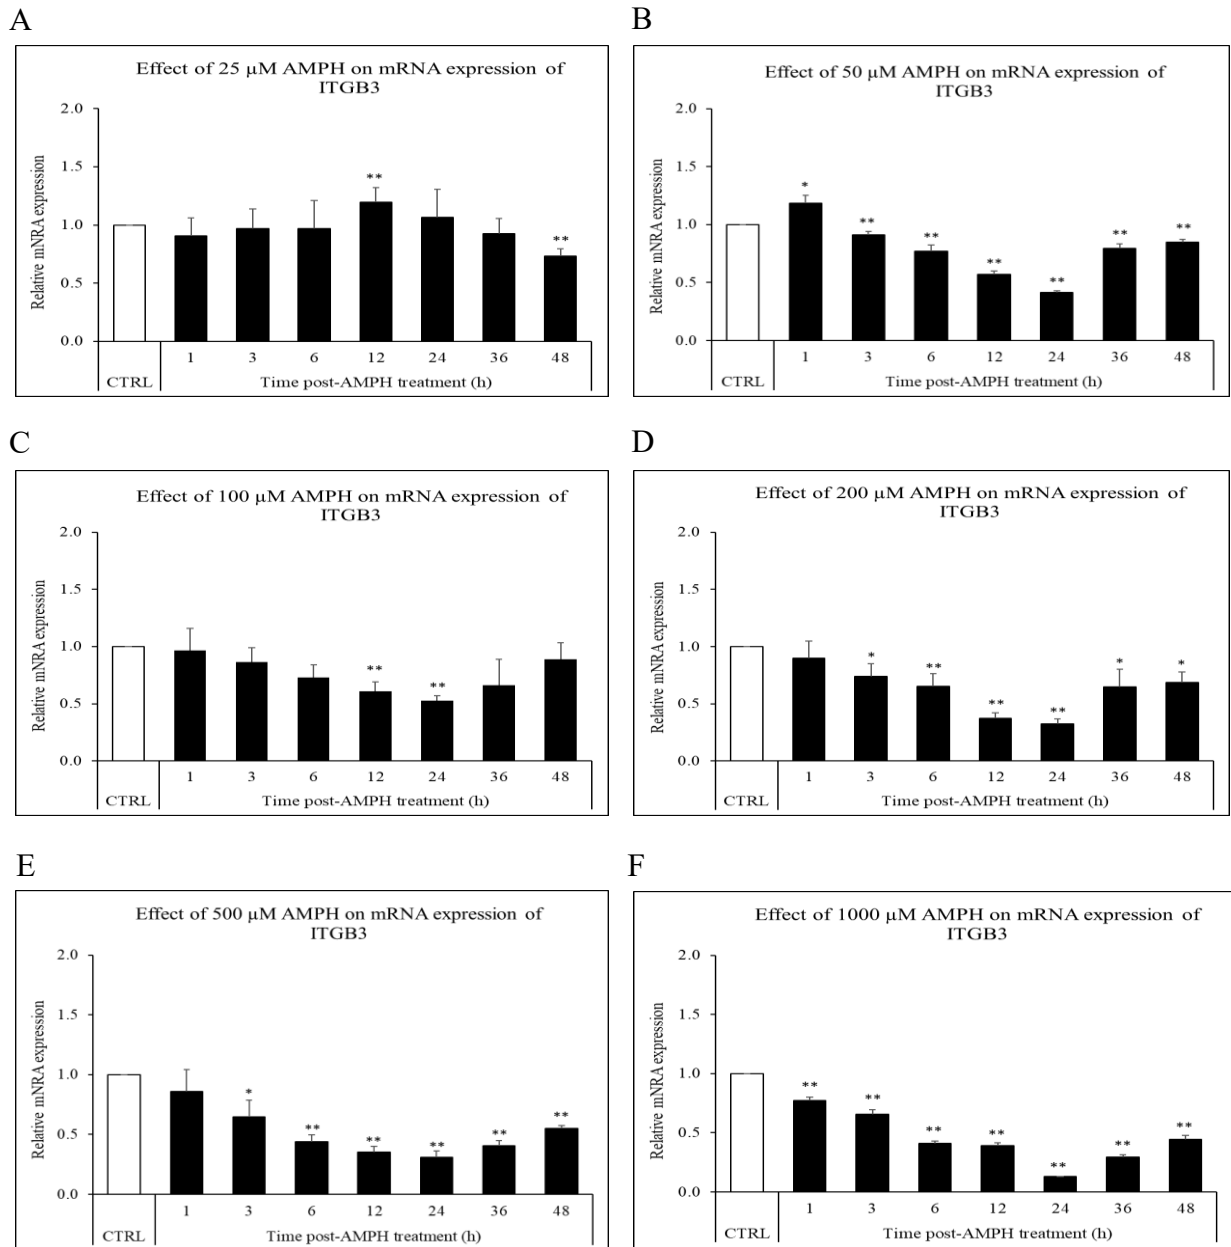 A
Effect of 25 µM AMPH on mRNA expression of
ITGB3
Relative mNRA expression
2.0
1.5
1.0
0.5
0.0
**
**
1 3 6 12 24 36 48
CTRL Time post-AMPH treatment (h)
B
Effect of 50 µM AMPH on mRNA expression of
ITGB3
Relative mNRA expression
2.0
1.5
1.0
0.5
0.0
*
**
**
**
**
**
**
1 3 6 12 24 36 48
CTRL Time post-AMPH treatment (h)
C
Effect of 100 µM AMPH on mRNA expression of
ITGB3
Relative mNRA expression
2.0
1.5
1.0
0.5
0.0
**
**
1 3 6 12 24 36 48
CTRL Time post-AMPH treatment (h)
D
Effect of 200 µM AMPH on mRNA expression of
ITGB3
Relative mNRA expression
2.0
1.5
1.0
0.5
0.0
*
**
**
**
*
*
1 3 6 12 24 36 48
CTRL Time post-AMPH treatment (h)
E
Effect of 500 µM AMPH on mRNA expression of
ITGB3
Relative mNRA expression
2.0
1.5
1.0
0.5
0.0
*
**
**
**
**
**
1 3 6 12 24 36 48
CTRL Time post-AMPH treatment (h)
F
Effect of 1000 µM AMPH on mRNA expression of
ITGB3
Relative mNRA expression
2.0
1.5
1.0
0.5
0.0
**
**
**
**
**
**
**
1 3 6 12 24 36 48
CTRL Time post-AMPH treatment (h)